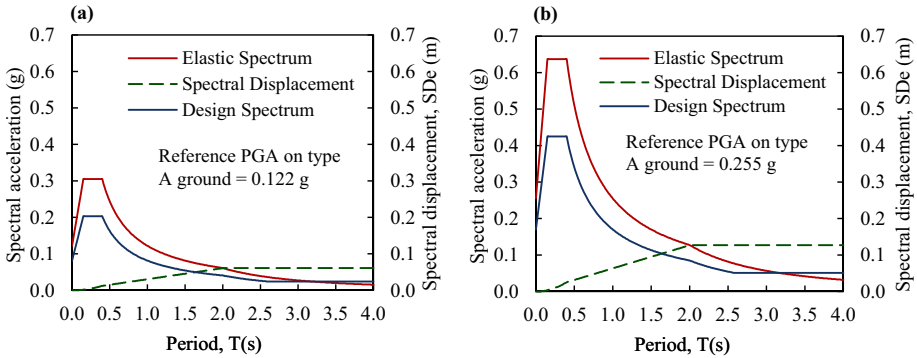 (a)
0.7
0.6
0.5
0.4
0.3
0.2
0.1
0.0
Spectral acceleration (g)
Elastic Spectrum
Spectral Displacement
Design Spectrum
Reference PGA on type
A ground = 0.122 g
0.7
0.6
0.5
0.4
0.3
0.2
0.1
0.0
Spectral displacement, SDe (m)
0.0 0.5 1.0 1.5 2.0 2.5 3.0 3.5 4.0
Period, T(s)
(b)
0.7
0.6
0.5
0.4
0.3
0.2
0.1
0.0
Spectral acceleration (g)
Elastic Spectrum
Spectral Displacement
Design Spectrum
Reference PGA on type
A ground = 0.255 g
0.7
0.6
0.5
0.4
0.3
0.2
0.1
0.0
Spectral displacement, SDe (m)
0.0 0.5 1.0 1.5 2.0 2.5 3.0 3.5 4.0
Period, T(s)